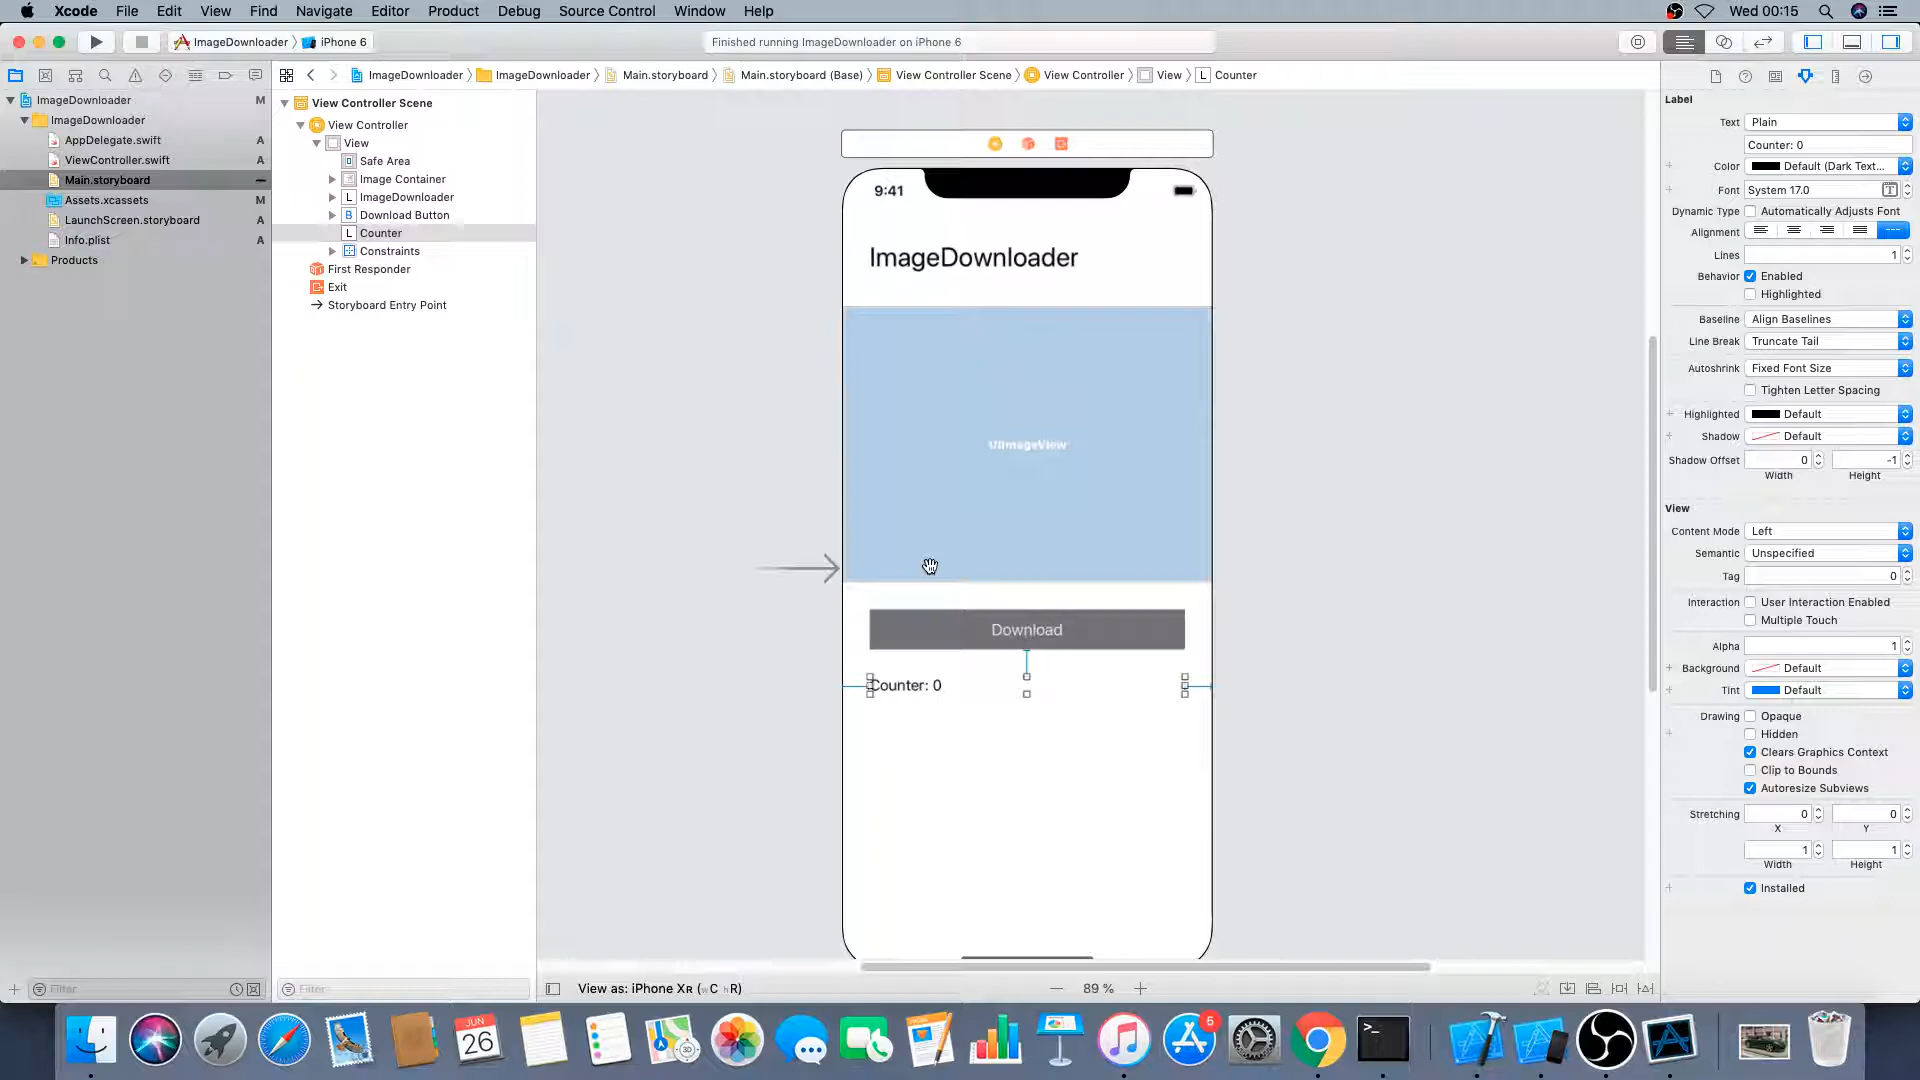 Xcode File Edit View Find Navigate Editor Product Debug Source Control Window Help Wed 00:15
ImageDownloader iPhone 6 Finished running ImageDownloader on iPhone 6
ImageDownloader ImageDownloader Main.storyboard Main.storyboard (Base) View Controller Scene View Controller View L Counter
ImageDownloader M
ImageDownloader
AppDelegate.swift A
ViewController.swift A
Main.storyboard
Assets.xcassets M
LaunchScreen.storyboard A
Info.plist A
Products
View Controller Scene
View Controller
View
Safe Area
Image Container
L ImageDownloader
B Download Button
L Counter
Constraints
First Responder
Exit
Storyboard Entry Point
9:41
ImageDownloader
UIImageView
Download
Counter: 0
Label
Text Plain
Counter: 0
Color Default (Dark Text...
Font System 17.0 T
Dynamic Type Automatically Adjusts Font
Alignment
Lines 1
Behavior Enabled
Highlighted
Baseline Align Baselines
Line Break Truncate Tail
Autoshrink Fixed Font Size
Tighten Letter Spacing
Highlighted Default
Shadow Default
Shadow Offset 0 -1
Width Height
View
Content Mode Left
Semantic Unspecified
Tag 0
Interaction User Interaction Enabled
Multiple Touch
Alpha 1
Background Default
Tint Default
Drawing Opaque
Hidden
Clears Graphics Context
Clip to Bounds
Autoresize Subviews
Stretching 0 0
X Y
1 1
Width Height
Installed
Filter Filter View as: iPhone XR (wC hR) 89 %
JUN
26
3D
6
>_